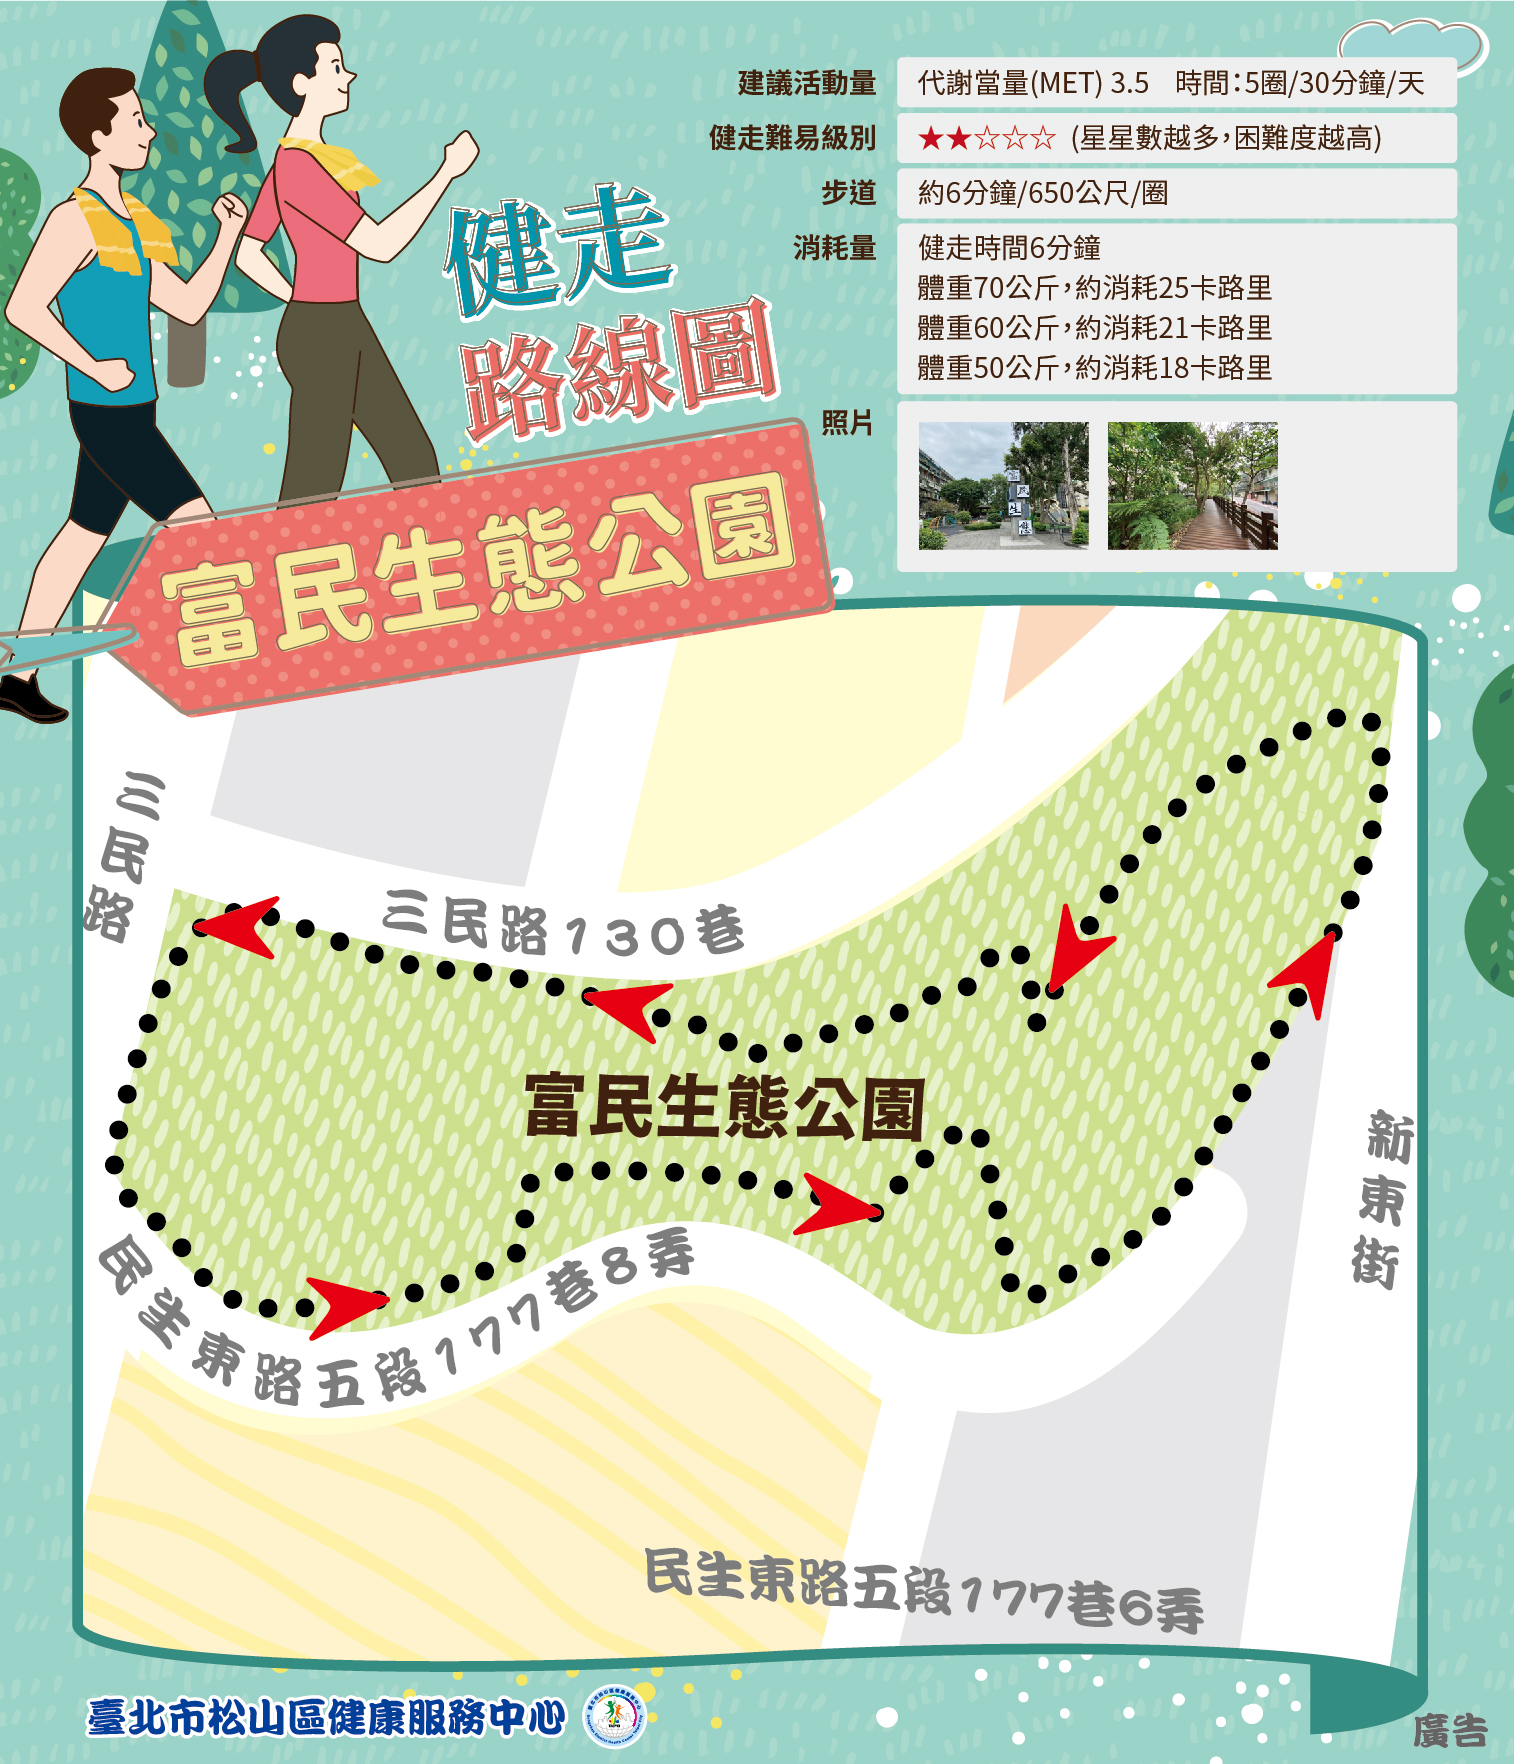 建議活動量 代謝當量(MET) 3.5 時間：5圈/30分鐘/天
健走難易級別 ★★☆☆☆ (星星數越多，困難度越高)
步道 約6分鐘/650公尺/圈
消耗量 健走時間6分鐘
體重70公斤，約消耗25卡路里
體重60公斤，約消耗21卡路里
體重50公斤，約消耗18卡路里
照片
健走
路線圖
富民生態公園
三民路
三民路130巷
富民生態公園
新東街
民生東路五段177巷8弄
民生東路五段177巷6弄
臺北市松山區健康服務中心
廣告